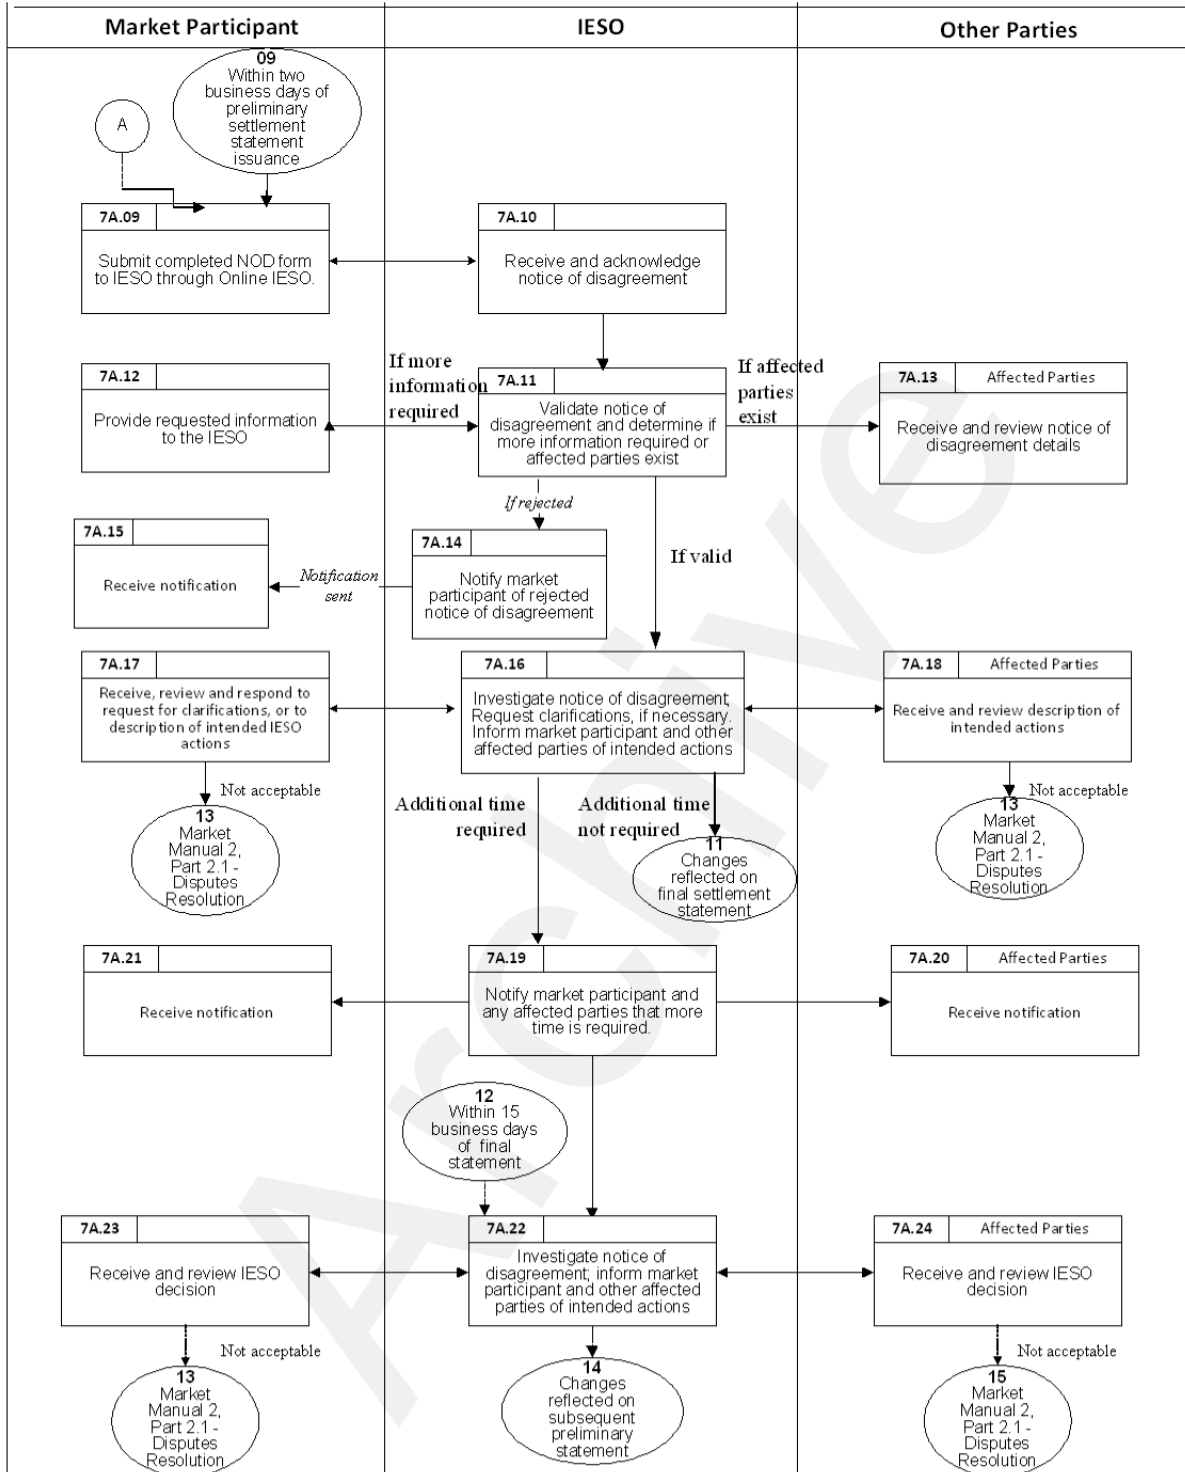 Market Participant
IESO
Other Parties
09
Within two
business days of
preliminary
settlement
statement
issuance
A
7A.09
Submit completed NOD form
to IESO through Online IESO.
7A.10
Receive and acknowledge
notice of disagreement
7A.12
Provide requested information
to the IESO
If more
information
required
7A.11
Validate notice of
disagreement and determine if
more information required or
affected parties exist
If affected
parties
exist
7A.13
Affected Parties
Receive and review notice of
disagreement details
If rejected
If valid
7A.15
Receive notification
Notification
sent
7A.14
Notify market
participant of rejected
notice of disagreement
7A.17
Receive, review and respond to
request for clarifications, or to
description of intended IESO
actions
7A.16
Investigate notice of disagreement;
Request clarifications, if necessary.
Inform market participant and other
affected parties of intended actions
7A.18
Affected Parties
Receive and review description of
intended actions
Not acceptable
13
Market
Manual 2,
Part 2.1 -
Disputes
Resolution
Additional time
required
Additional time
not required
11
Changes
reflected on
final settlement
statement
Not acceptable
13
Market
Manual 2,
Part 2.1 -
Disputes
Resolution
7A.21
Receive notification
7A.19
Notify market participant and
any affected parties that more
time is required.
7A.20
Affected Parties
Receive notification
12
Within 15
business days
of final
statement
7A.23
Receive and review IESO
decision
7A.22
Investigate notice of
disagreement; inform market
participant and other affected
parties of intended actions
7A.24
Affected Parties
Receive and review IESO
decision
Not acceptable
13
Market
Manual 2,
Part 2.1 -
Disputes
Resolution
14
Changes
reflected on
subsequent
preliminary
statement
Not acceptable
15
Market
Manual 2,
Part 2.1 -
Disputes
Resolution
Archive